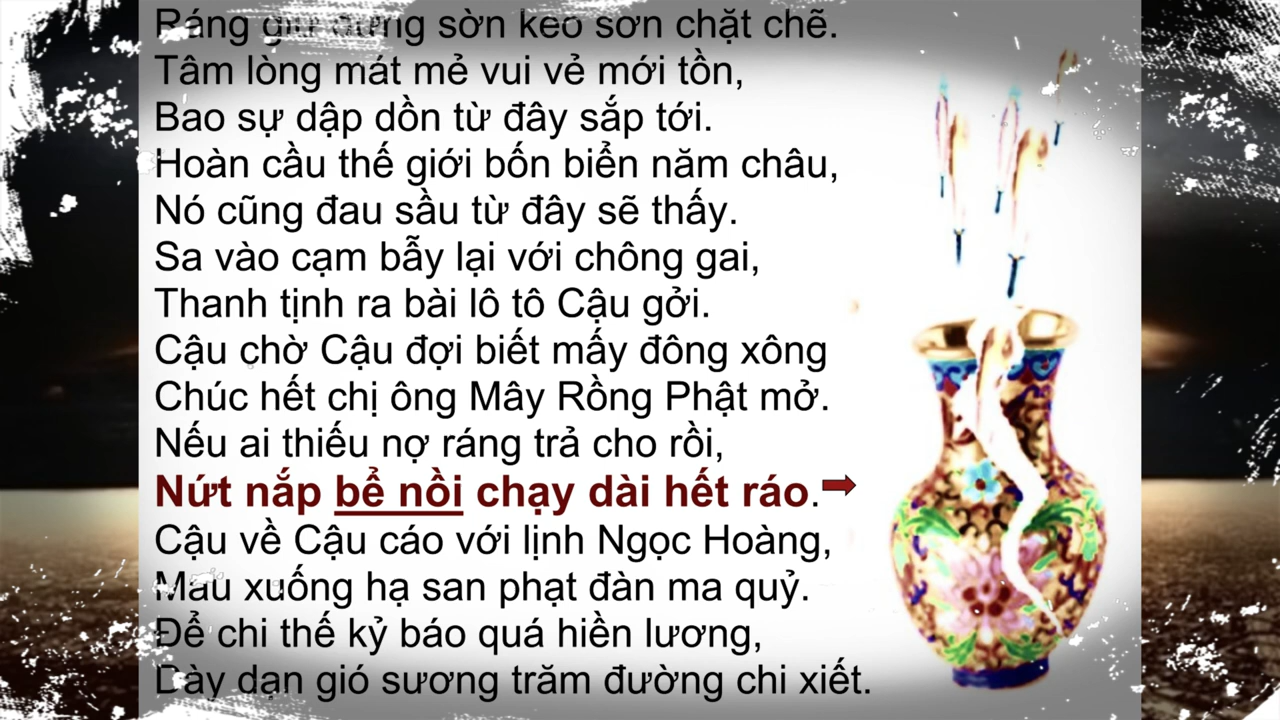 Ráng giữ đừng sờn keo sơn chặt chẽ.
Tâm lòng mát mẻ vui vẻ mới tồn,
Bao sự dập dồn từ đây sắp tới.
Hoàn cầu thế giới bốn biển năm châu,
Nó cũng đau sầu từ đây sẽ thấy.
Sa vào cạm bẫy lại với chông gai,
Thanh tịnh ra bài lô tô Cậu gởi.
Cậu chờ Cậu đợi biết mấy đông xông
Chúc hết chị ông Mây Rồng Phật mở.
Nếu ai thiếu nợ ráng trả cho rồi,
Nứt nắp bể nồi chạy dài hết ráo.
Cậu về Cậu cáo với lịnh Ngọc Hoàng,
Mau xuống hạ san phạt đàn ma quỷ.
Để chi thế kỷ báo quá hiền lương,
Dày dạn gió sương trăm đường chi xiết.